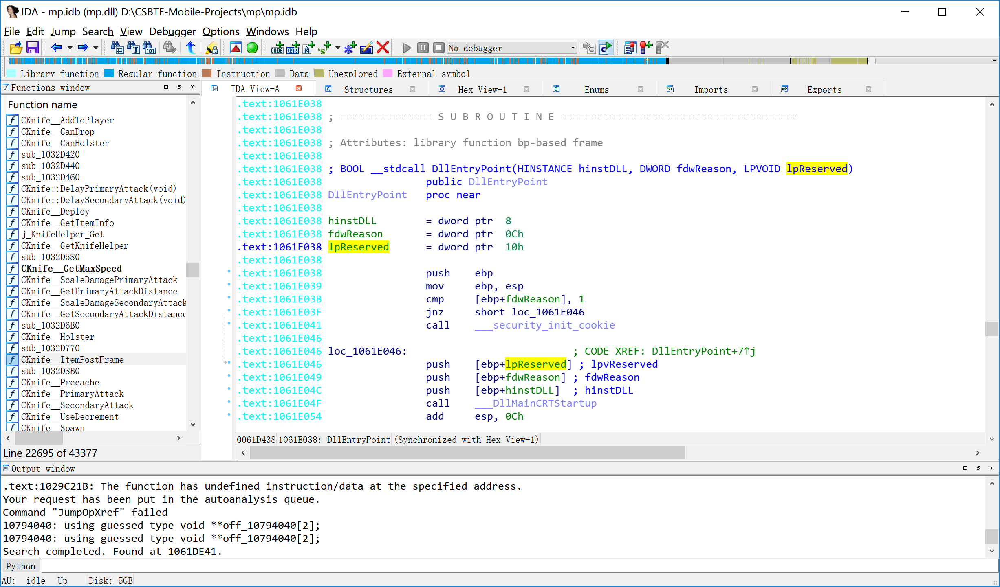 IDA - mp.idb (mp.dll) D:\CSBTE-Mobile-Projects\mp\mp.idb
File Edit Jump Search View Debugger Options Windows Help
No debugger
Library function Regular function Instruction Data Unexplored External symbol
Functions window
IDA View-A Structures Hex View-1 Enums Imports Exports
Function name
CKnife__AddToPlayer
CKnife__CanDrop
CKnife__CanHolster
sub_1032D420
sub_1032D440
sub_1032D460
CKnife::DelayPrimaryAttack(void)
CKnife::DelaySecondaryAttack(void)
CKnife__Deploy
CKnife__GetItemInfo
j_KnifeHelper_Get
CKnife__GetKnifeHelper
sub_1032D580
CKnife__GetMaxSpeed
CKnife__ScaleDamagePrimaryAttack
CKnife__GetPrimaryAttackDistance
CKnife__ScaleDamageSecondaryAttack
CKnife__GetSecondaryAttackDistance
sub_1032D6B0
CKnife__Holster
sub_1032D770
CKnife__ItemPostFrame
sub_1032D8B0
CKnife__Precache
CKnife__PrimaryAttack
CKnife__SecondaryAttack
CKnife__UseDecrement
CKnife__Spawn
Line 22695 of 43377
.text:1061E038
.text:1061E038 ; =============== S U B R O U T I N E =======================================
.text:1061E038
.text:1061E038 ; Attributes: library function bp-based frame
.text:1061E038
.text:1061E038 ; BOOL __stdcall DllEntryPoint(HINSTANCE hinstDLL, DWORD fdwReason, LPVOID lpReserved)
.text:1061E038 public DllEntryPoint
.text:1061E038 DllEntryPoint proc near
.text:1061E038
.text:1061E038 hinstDLL = dword ptr 8
.text:1061E038 fdwReason = dword ptr 0Ch
.text:1061E038 lpReserved = dword ptr 10h
.text:1061E038
.text:1061E038 push ebp
.text:1061E039 mov ebp, esp
.text:1061E03B cmp [ebp+fdwReason], 1
.text:1061E03F jnz short loc_1061E046
.text:1061E041 call ___security_init_cookie
.text:1061E046
.text:1061E046 loc_1061E046: ; CODE XREF: DllEntryPoint+7↑j
.text:1061E046 push [ebp+lpReserved] ; lpvReserved
.text:1061E049 push [ebp+fdwReason] ; fdwReason
.text:1061E04C push [ebp+hinstDLL] ; hinstDLL
.text:1061E04F call ___DllMainCRTStartup
.text:1061E054 add esp, 0Ch
0061D438 1061E038: DllEntryPoint (Synchronized with Hex View-1)
Output window
.text:1029C21B: The function has undefined instruction/data at the specified address.
Your request has been put in the autoanalysis queue.
Command "JumpOpXref" failed
10794040: using guessed type void **off_10794040[2];
10794040: using guessed type void **off_10794040[2];
Search completed. Found at 1061DE41.
Python
AU: idle Up Disk: 5GB